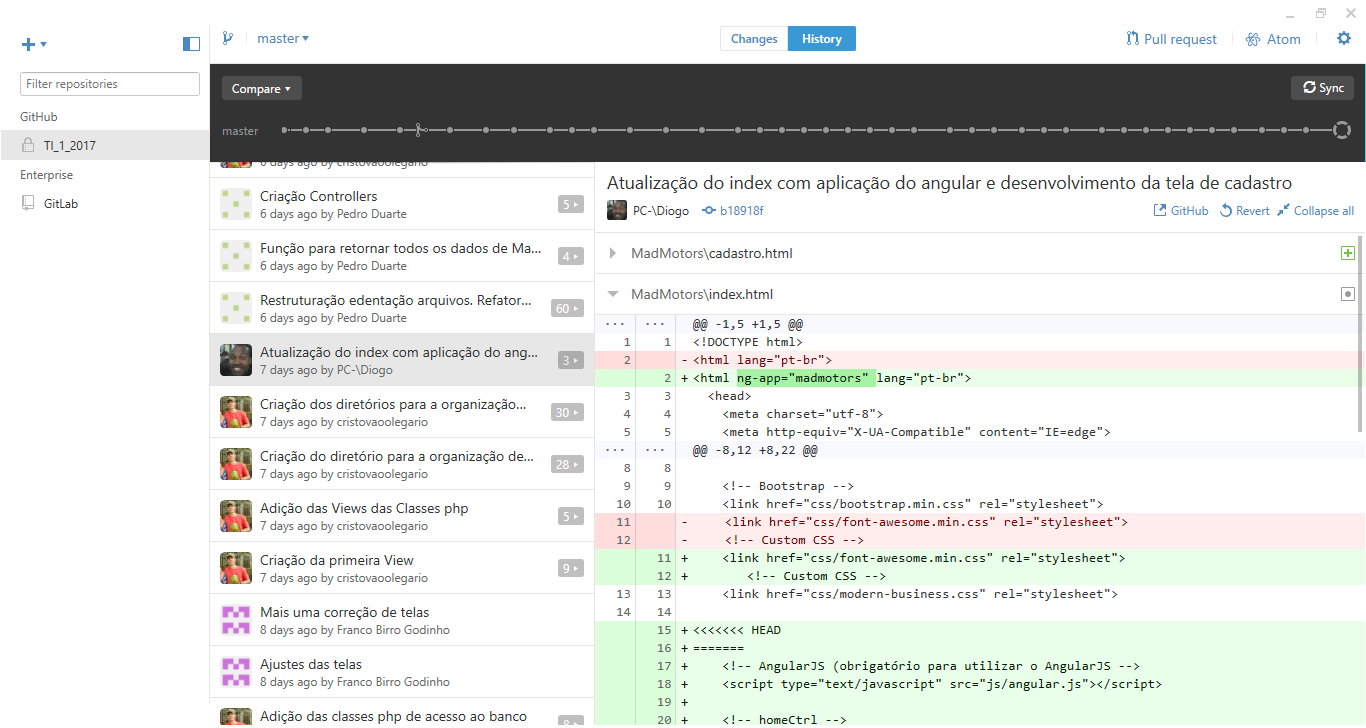 master
Changes
History
Pull request
Atom
Filter repositories
GitHub
TI_1_2017
Enterprise
GitLab
Compare
Sync
master
6 days ago by cristovaoolegario
Criação Controllers
6 days ago by Pedro Duarte
5
Função para retornar todos os dados de Ma...
6 days ago by Pedro Duarte
4
Restruturação edentação arquivos. Refator...
6 days ago by Pedro Duarte
60
Atualização do index com aplicação do ang...
7 days ago by PC-\Diogo
3
Criação dos diretórios para a organização...
7 days ago by cristovaoolegario
30
Criação do diretório para a organização de...
7 days ago by cristovaoolegario
28
Adição das Views das Classes php
7 days ago by cristovaoolegario
5
Criação da primeira View
7 days ago by cristovaoolegario
9
Mais uma correção de telas
8 days ago by Franco Birro Godinho
Ajustes das telas
8 days ago by Franco Birro Godinho
Adição das classes php de acesso ao banco
8
Atualização do index com aplicação do angular e desenvolvimento da tela de cadastro
PC-\Diogo
b18918f
GitHub
Revert
Collapse all
MadMotors\cadastro.html
MadMotors\index.html
··· ··· @@ -1,5 +1,5 @@
1 1 <!DOCTYPE html>
2 - <html lang="pt-br">
2 + <html ng-app="madmotors" lang="pt-br">
3 3 <head>
4 4 <meta charset="utf-8">
5 5 <meta http-equiv="X-UA-Compatible" content="IE=edge">
··· ··· @@ -8,12 +8,22 @@
8 8
9 9 <!-- Bootstrap -->
10 10 <link href="css/bootstrap.min.css" rel="stylesheet">
11 - <link href="css/font-awesome.min.css" rel="stylesheet">
12 - <!-- Custom CSS -->
11 + <link href="css/font-awesome.min.css" rel="stylesheet">
12 + <!-- Custom CSS -->
13 13 <link href="css/modern-business.css" rel="stylesheet">
14 14
15 + <<<<<<< HEAD
16 + =======
17 + <!-- AngularJS (obrigatório para utilizar o AngularJS -->
18 + <script type="text/javascript" src="js/angular.js"></script>
19 +
20 + <!-- homeCtrl -->